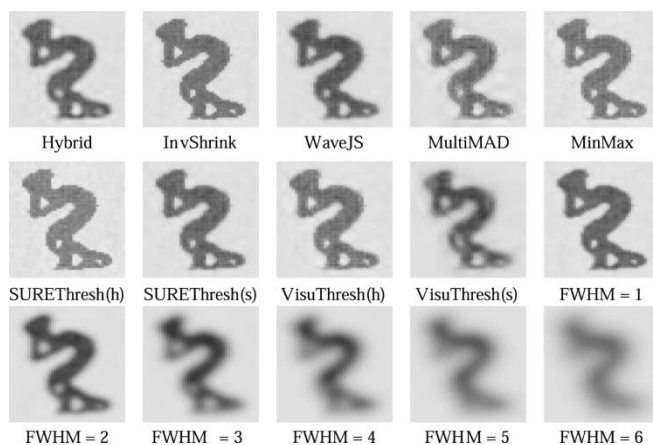 Hybrid InvShrink WaveJS MultiMAD MinMax
SUREThresh(h) SUREThresh(s) VisuThresh(h) VisuThresh(s) FWHM = 1
FWHM = 2 FWHM = 3 FWHM = 4 FWHM = 5 FWHM = 6